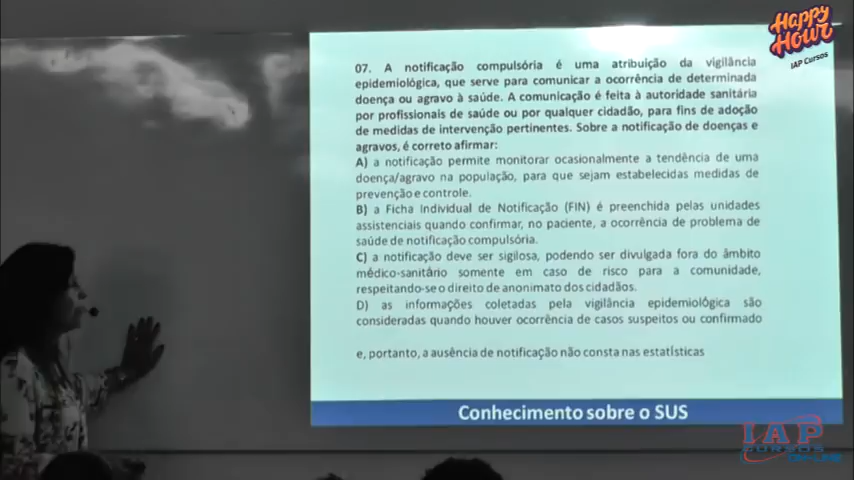 Happy
Hour
IAP Cursos
07. A notificação compulsória é uma atribuição da vigilância
epidemiológica, que serve para comunicar a ocorrência de determinada
doença ou agravo à saúde. A comunicação é feita à autoridade sanitária
por profissionais de saúde ou por qualquer cidadão, para fins de adoção
de medidas de intervenção pertinentes. Sobre a notificação de doenças e
agravos, é correto afirmar:
A) a notificação permite monitorar ocasionalmente a tendência de uma
doença/agravo na população, para que sejam estabelecidas medidas de
prevenção e controle.
B) a Ficha Individual de Notificação (FIN) é preenchida pelas unidades
assistenciais quando confirmar, no paciente, a ocorrência de problema de
saúde de notificação compulsória.
C) a notificação deve ser sigilosa, podendo ser divulgada fora do âmbito
médico-sanitário somente em caso de risco para a comunidade,
respeitando-se o direito de anonimato dos cidadãos.
D) as informações coletadas pela vigilância epidemiológica são
consideradas quando houver ocorrência de casos suspeitos ou confirmado
e, portanto, a ausência de notificação não consta nas estatísticas
Conhecimento sobre o SUS
IAP
CURSOS
ON-LINE